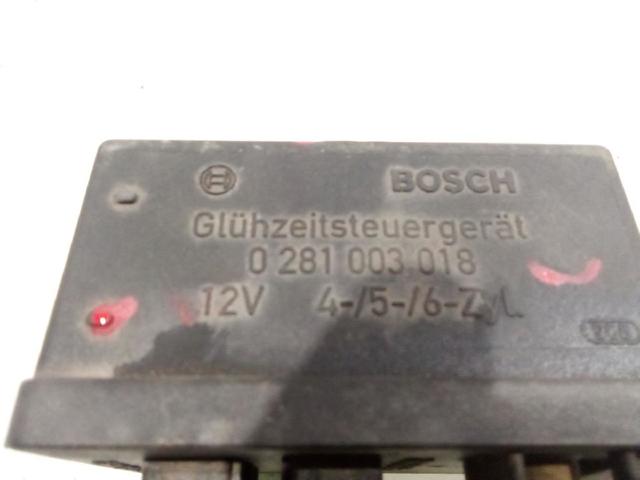 BOSCH
Glühzeitsteuergerät
0 281 003 018
12V 4-/5-/6-Zyl.